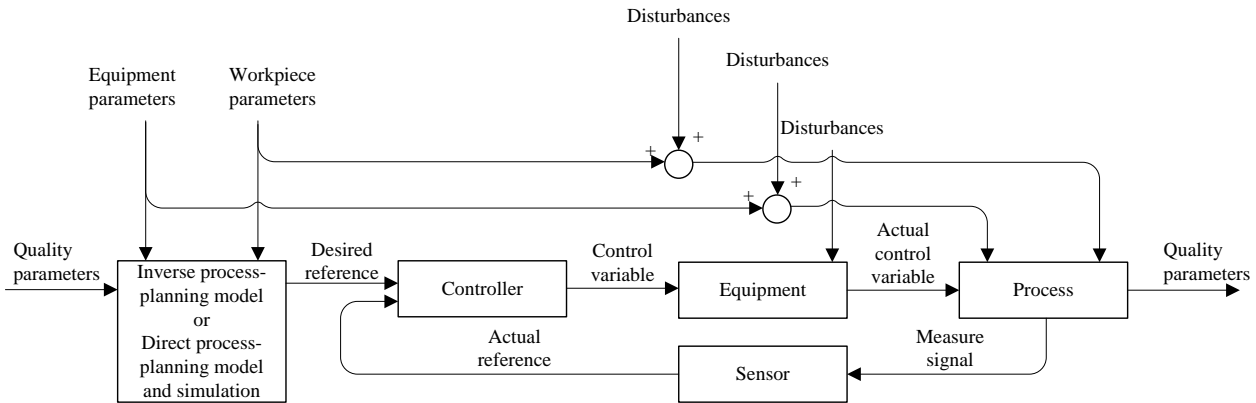 Disturbances
Disturbances
Disturbances
Equipment
parameters
Workpiece
parameters
+
+
+
+
Quality
parameters
Inverse process-
planning model
or
Direct process-
planning model
and simulation
Desired
reference
Controller
Control
variable
Equipment
Actual
control
variable
Process
Quality
parameters
Actual
reference
Sensor
Measure
signal